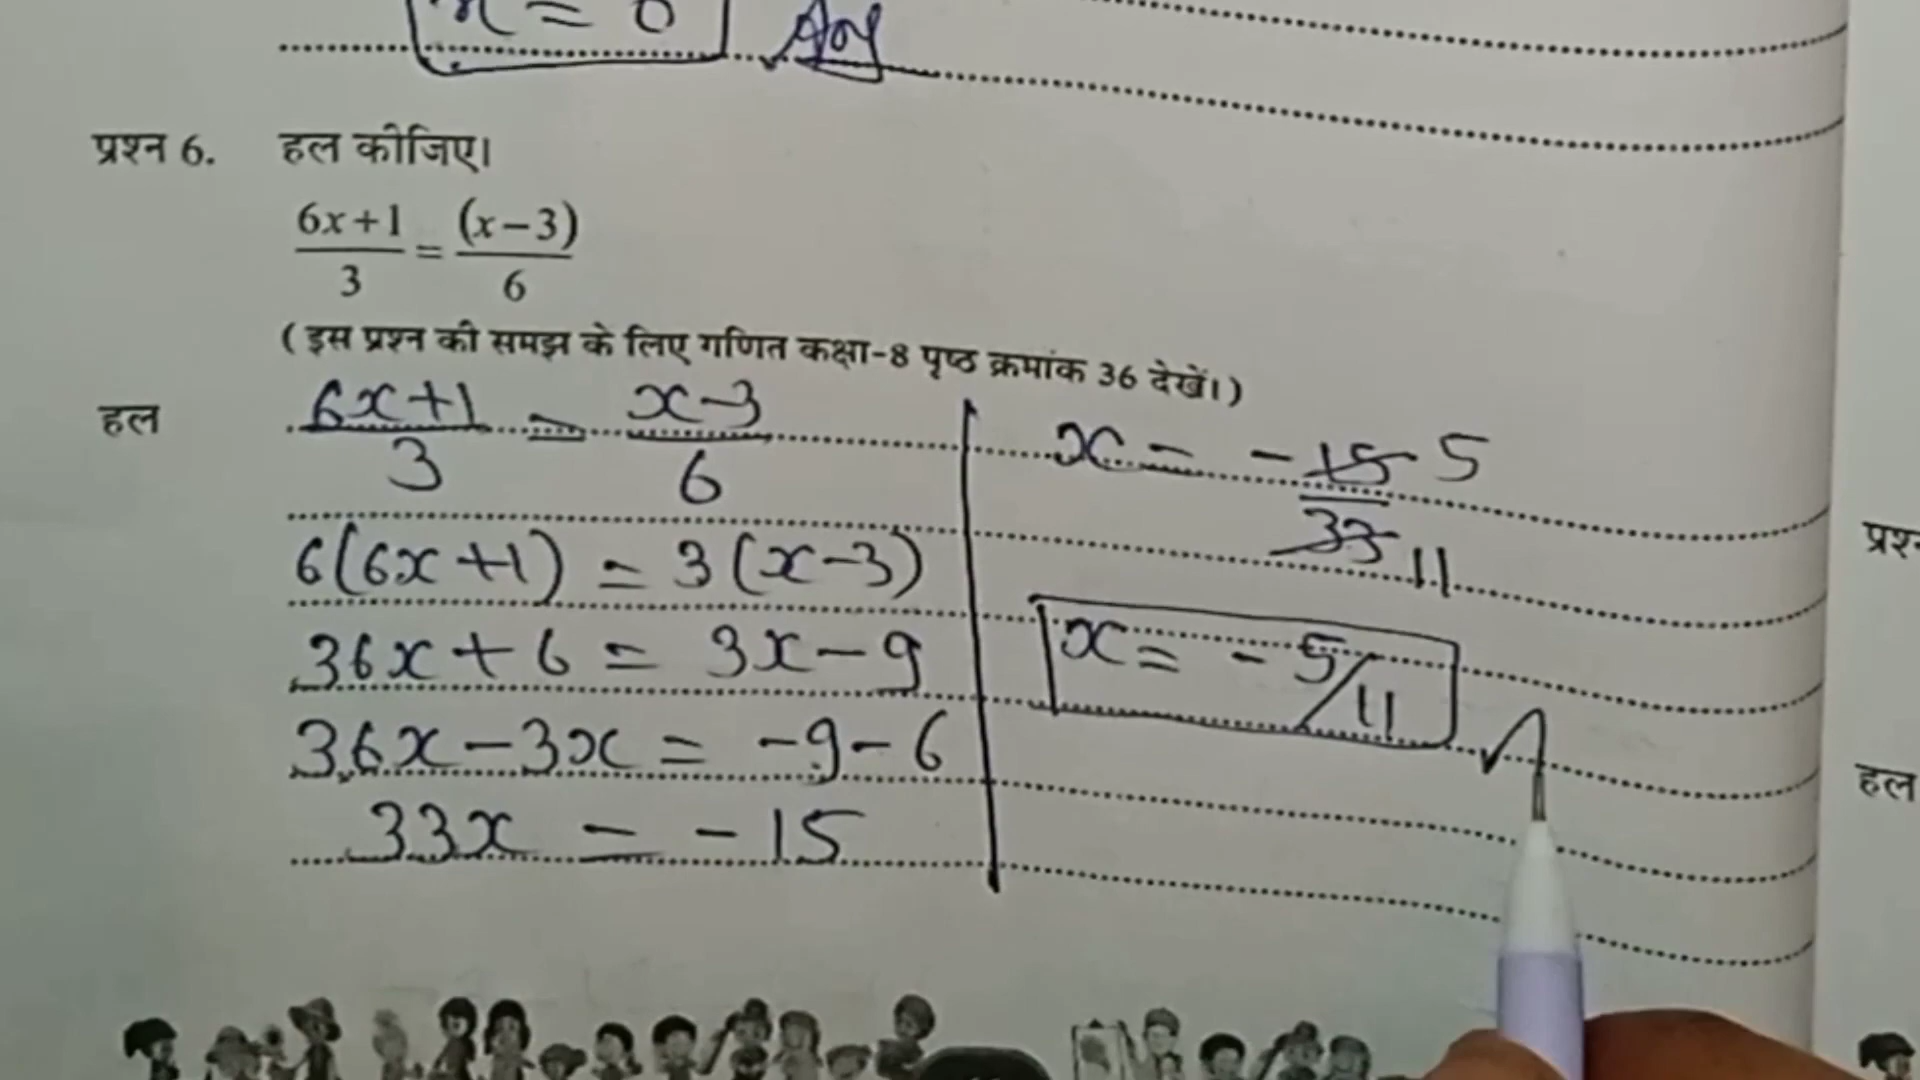 x = 0 Ans
प्रश्न 6. हल कीजिए।
6x+1/3 = (x-3)/6
( इस प्रश्न की समझ के लिए गणित कक्षा-8 पृष्ठ क्रमांक 36 देखें। )
हल
6x+1/3 = x-3/6
6(6x+1) = 3(x-3)
36x+6 = 3x-9
36x-3x = -9-6
33x = -15
x = -15/33 5/11
x = -5/11
प्रश्न
हल